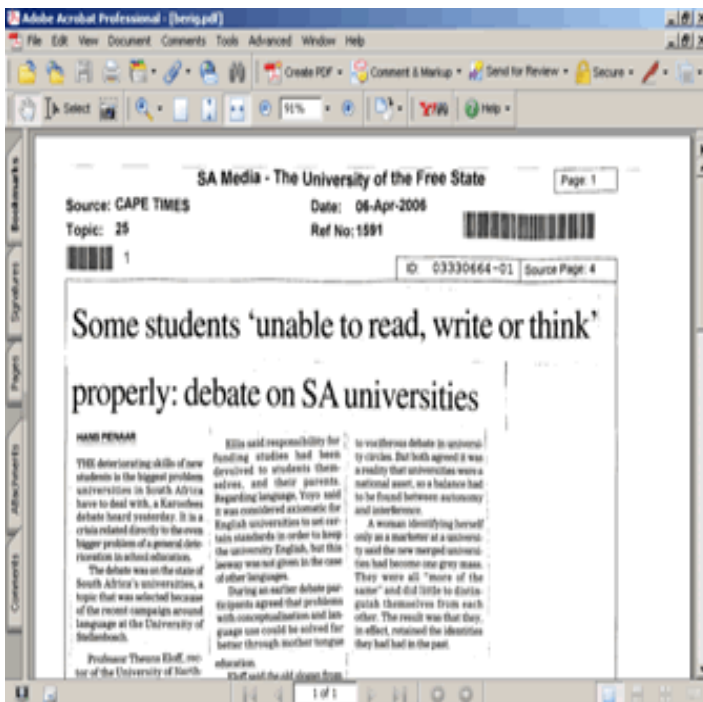 Adobe Acrobat Professional - [berig.pdf]
File Edit View Document Comments Tools Advanced Window Help
Create PDF Comment & Markup Send for Review Secure
Select 91% Help
Bookmarks
Signatures
Pages
Attachments
Comments
SA Media - The University of the Free State
Page: 1
Source: CAPE TIMES
Date: 06-Apr-2006
Topic: 25
Ref No: 1591
1
ID 03330664-01 Source Page: 4
Some students ‘unable to read, write or think’
properly: debate on SA universities
HANS PIENAAR
THE deteriorating skills of new
students is the biggest problem
universities in South Africa
have to deal with, a Karoofees
debate heard yesterday. It is a
crisis related directly to the even
bigger problem of a general dete-
rioration in school education.
The debate was on the state of
South Africa's universities, a
topic that was selected because
of the recent campaign around
language at the University of
Stellenbosch.
Professor Theuns Eloff, rec-
tor of the University of North-
Ellis said responsibility for
funding studies had been
devolved to students them-
selves, and their parents.
Regarding language, Yoyo said
it was considered axiomatic for
English universities to set cer-
tain standards in order to keep
the university English, but this
leeway was not given in the case
of other languages.
During an earlier debate par-
ticipants agreed that problems
with conceptualisation and lan-
guage use could be solved far
better through mother tongue
education.
Eloff said the old slogan from
to vociferous debate in universi-
ty circles. But both agreed it was
a reality that universities were a
national asset, so a balance had
to be found between autonomy
and interference.
A woman identifying herself
only as a marketer at a universi-
ty said the new merged universi-
ties had become one grey mass.
They were all "more of the
same" and did little to distin-
guish themselves from each
other. The result was that they,
in effect, retained the identities
they had had in the past.
1 of 1